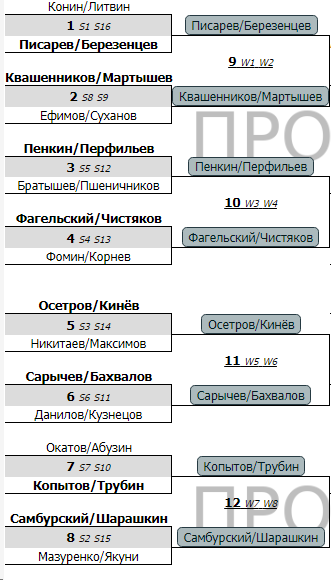 Конин/Литвин
1 S1 S16
Писарев/Березенцев
Писарев/Березенцев
9 W1 W2
Квашенников/Мартышев
2 S8 S9
Квашенников/Мартышев
Ефимов/Суханов
ПРО
Пенкин/Перфильев
3 S5 S12
Пенкин/Перфильев
Братышев/Пшеничников
10 W3 W4
Фагельский/Чистяков
4 S4 S13
Фагельский/Чистяков
Фомин/Корнев
Осетров/Кинёв
5 S3 S14
Осетров/Кинёв
Никитаев/Максимов
11 W5 W6
Сарычев/Бахвалов
6 S6 S11
Сарычев/Бахвалов
Данилов/Кузнецов
Окатов/Абузин
7 S7 S10
Копытов/Трубин
Копытов/Трубин
ПРО
12 W7 W8
Самбурский/Шарашкин
8 S2 S15
Самбурский/Шарашкин
Мазуренко/Якуни